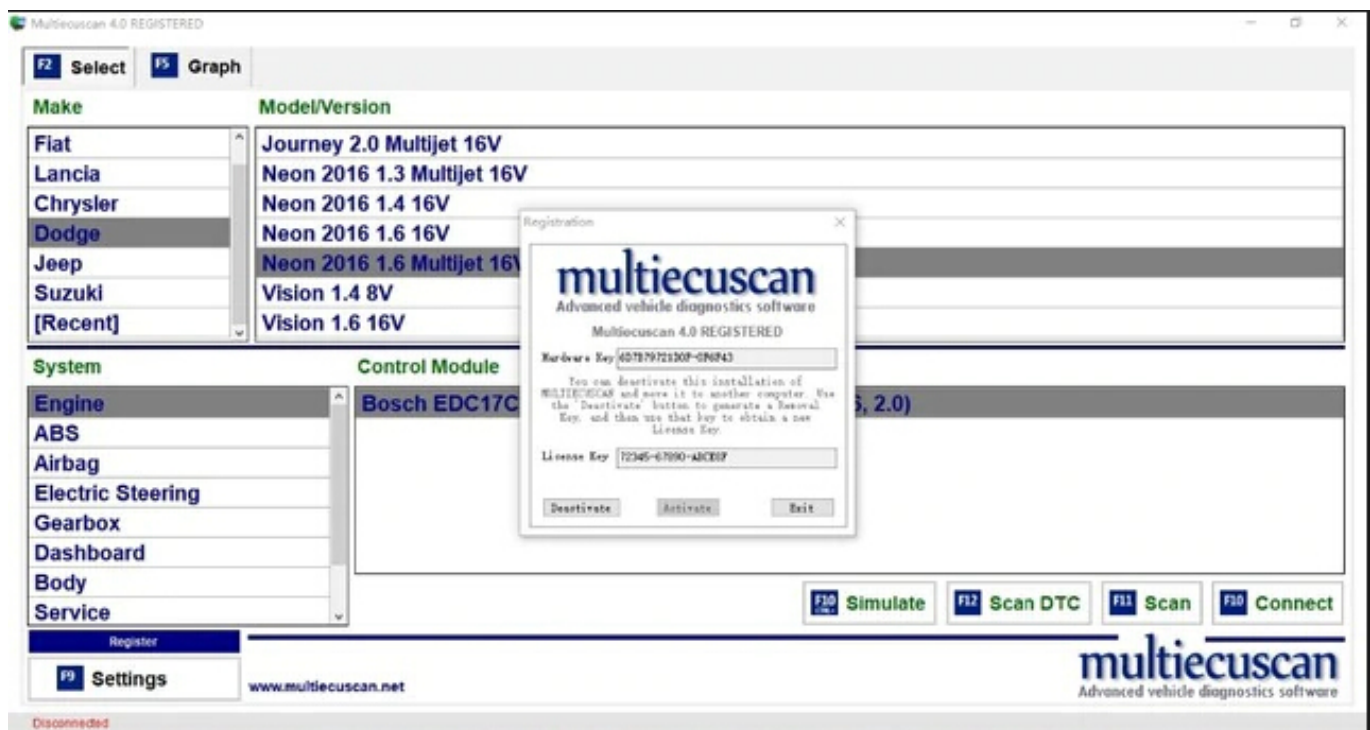 Multiecuscan 4.0 REGISTERED
F2 Select F5 Graph
Make
Model/Version
Fiat
Lancia
Chrysler
Dodge
Jeep
Suzuki
[Recent]
Journey 2.0 Multijet 16V
Neon 2016 1.3 Multijet 16V
Neon 2016 1.4 16V
Neon 2016 1.6 16V
Neon 2016 1.6 Multijet 16V
Vision 1.4 8V
Vision 1.6 16V
Registration
multiecuscan
Advanced vehicle diagnostics software
Multiecuscan 4.0 REGISTERED
Hardware Key
You can deactivate this installation of
MULTIECUSCAN and move it to another computer. Use
the 'Deactivate' button to generate a Removal
Key, and then use that key to obtain a new
License Key.
License Key 12345-67890-ABCDEF
Deactivate Activate Exit
System
Control Module
Engine
ABS
Airbag
Electric Steering
Gearbox
Dashboard
Body
Service
Bosch EDC17C
, 2.0)
F10 Simulate F12 Scan DTC F11 Scan F10 Connect
Register
F9 Settings
www.multiecuscan.net
multiecuscan
Advanced vehicle diagnostics software
Disconnected